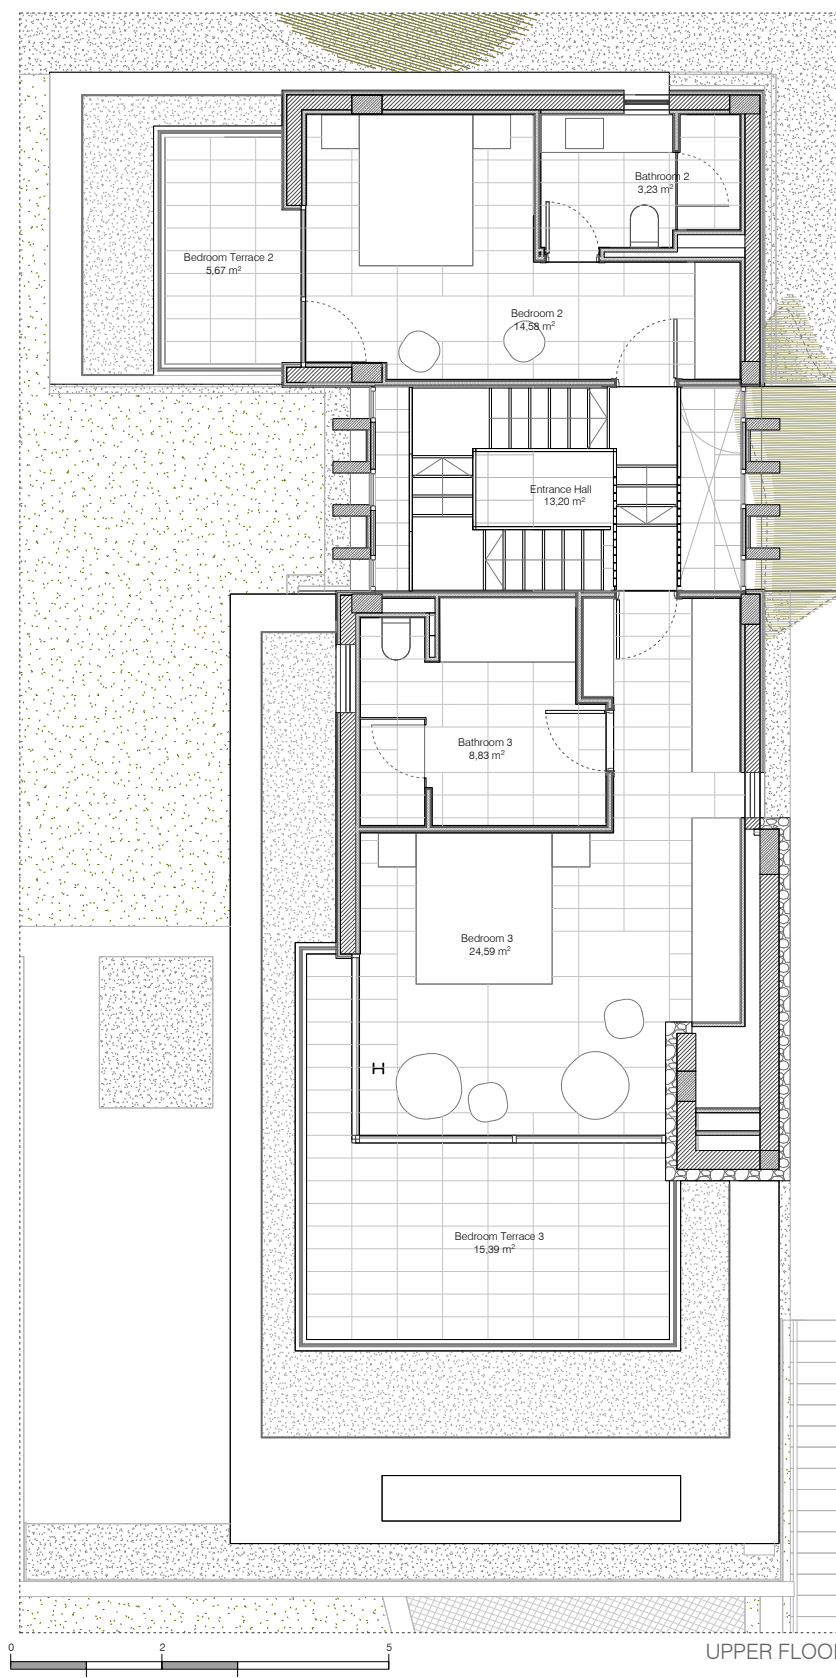 Bathroom 2
3,23 m²
Bedroom Terrace 2
5,67 m²
Bedroom 2
14,58 m²
Entrance Hall
13,20 m²
Bathroom 3
8,83 m²
Bedroom 3
24,59 m²
H
Bedroom Terrace 3
15,39 m²
0 2 5
UPPER FLOOR